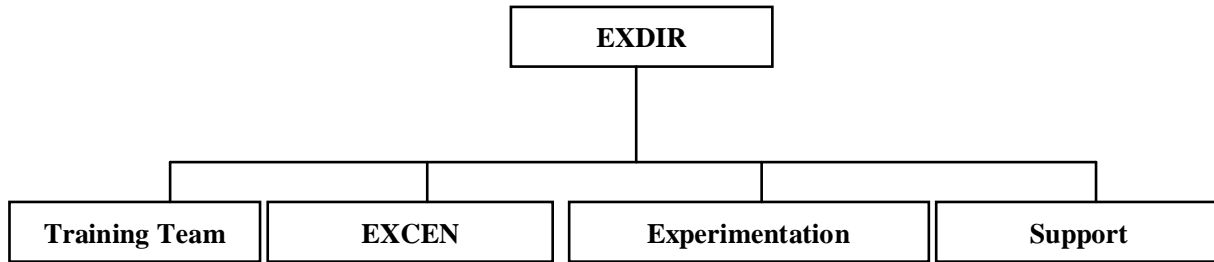 EXDIR
Training Team
EXCEN
Experimentation
Support